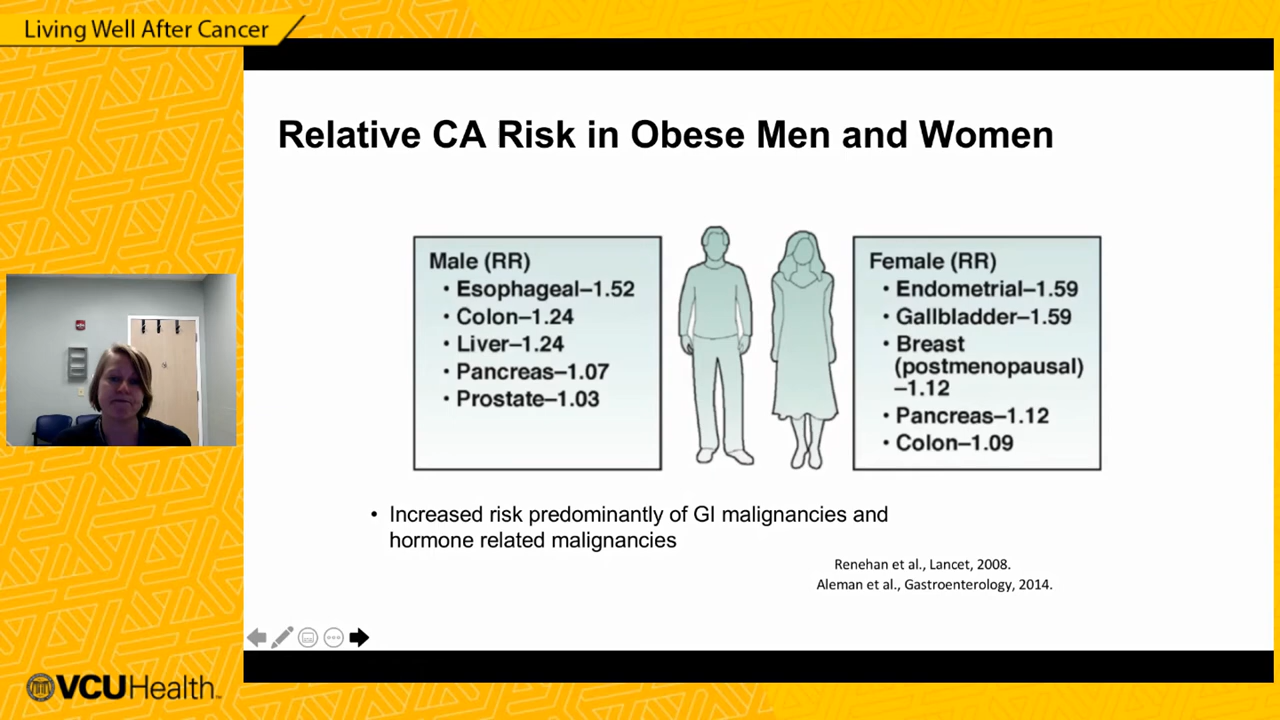 Living Well After Cancer
Relative CA Risk in Obese Men and Women
Male (RR)
• Esophageal–1.52
• Colon–1.24
• Liver–1.24
• Pancreas–1.07
• Prostate–1.03
Female (RR)
• Endometrial–1.59
• Gallbladder–1.59
• Breast
(postmenopausal)
–1.12
• Pancreas–1.12
• Colon–1.09
• Increased risk predominantly of GI malignancies and
hormone related malignancies
Renehan et al., Lancet, 2008.
Aleman et al., Gastroenterology, 2014.
VCUHealth